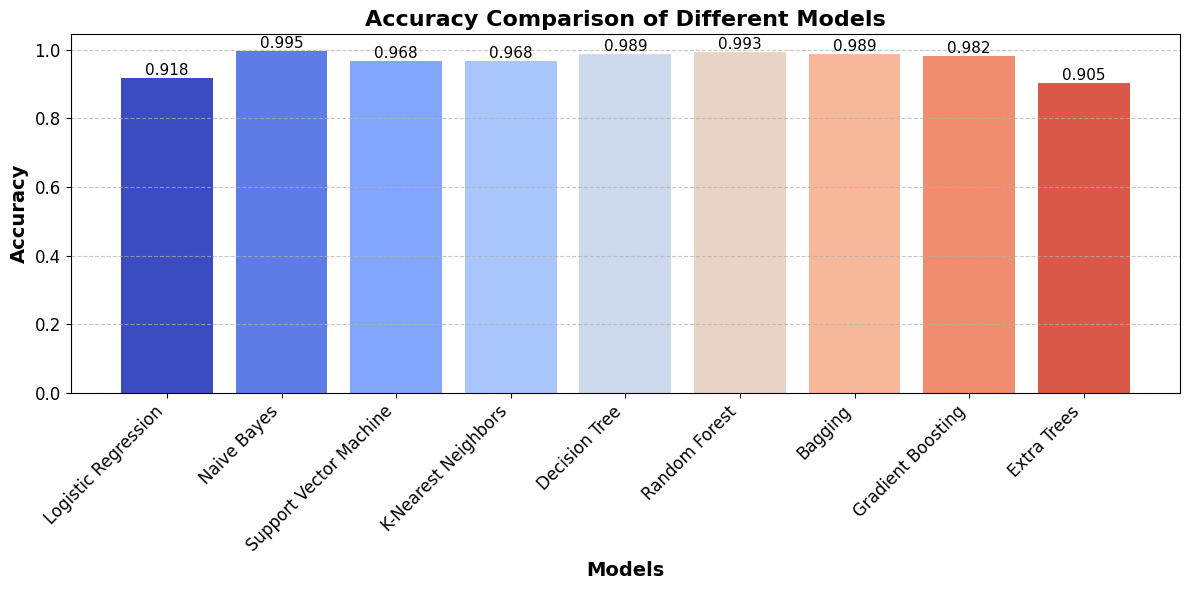 Accuracy Comparison of Different Models
Accuracy
1.0
0.8
0.6
0.4
0.2
0.0
0.918
0.995
0.968
0.968
0.989
0.993
0.989
0.982
0.905
Logistic Regression
Naive Bayes
Support Vector Machine
K-Nearest Neighbors
Decision Tree
Random Forest
Bagging
Gradient Boosting
Extra Trees
Models